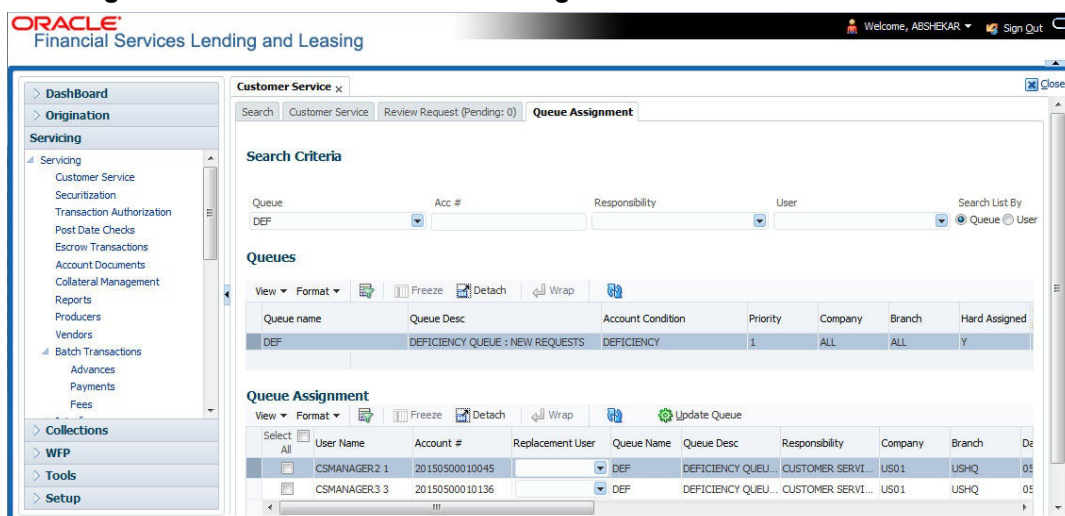 ORACLE
Financial Services Lending and Leasing
Welcome, ABSHEKAR
Sign Out
Close
DashBoard
Origination
Servicing
Servicing
Customer Service
Securitization
Transaction Authorization
Post Date Checks
Escrow Transactions
Account Documents
Collateral Management
Reports
Producers
Vendors
Batch Transactions
Advances
Payments
Fees
Collections
WFP
Tools
Setup
Customer Service x
Search Customer Service Review Request (Pending: 0) Queue Assignment
Search Criteria
Queue Acc # Responsibility User Search List By
DEF Queue User
Queues
View Format Freeze Detach Wrap
Queue name Queue Desc Account Condition Priority Company Branch Hard Assigned
DEF DEFICIENCY QUEUE : NEW REQUESTS DEFICIENCY 1 ALL ALL Y
Queue Assignment
View Format Freeze Detach Wrap Update Queue
Select All User Name Account # Replacement User Queue Name Queue Desc Responsibility Company Branch Da
CSMANAGER2 1 20150500010045 DEF DEFICIENCY QUEU... CUSTOMER SERVI... US01 USHQ 05
CSMANAGER3 3 20150500010136 DEF DEFICIENCY QUEU... CUSTOMER SERVI... US01 USHQ 05